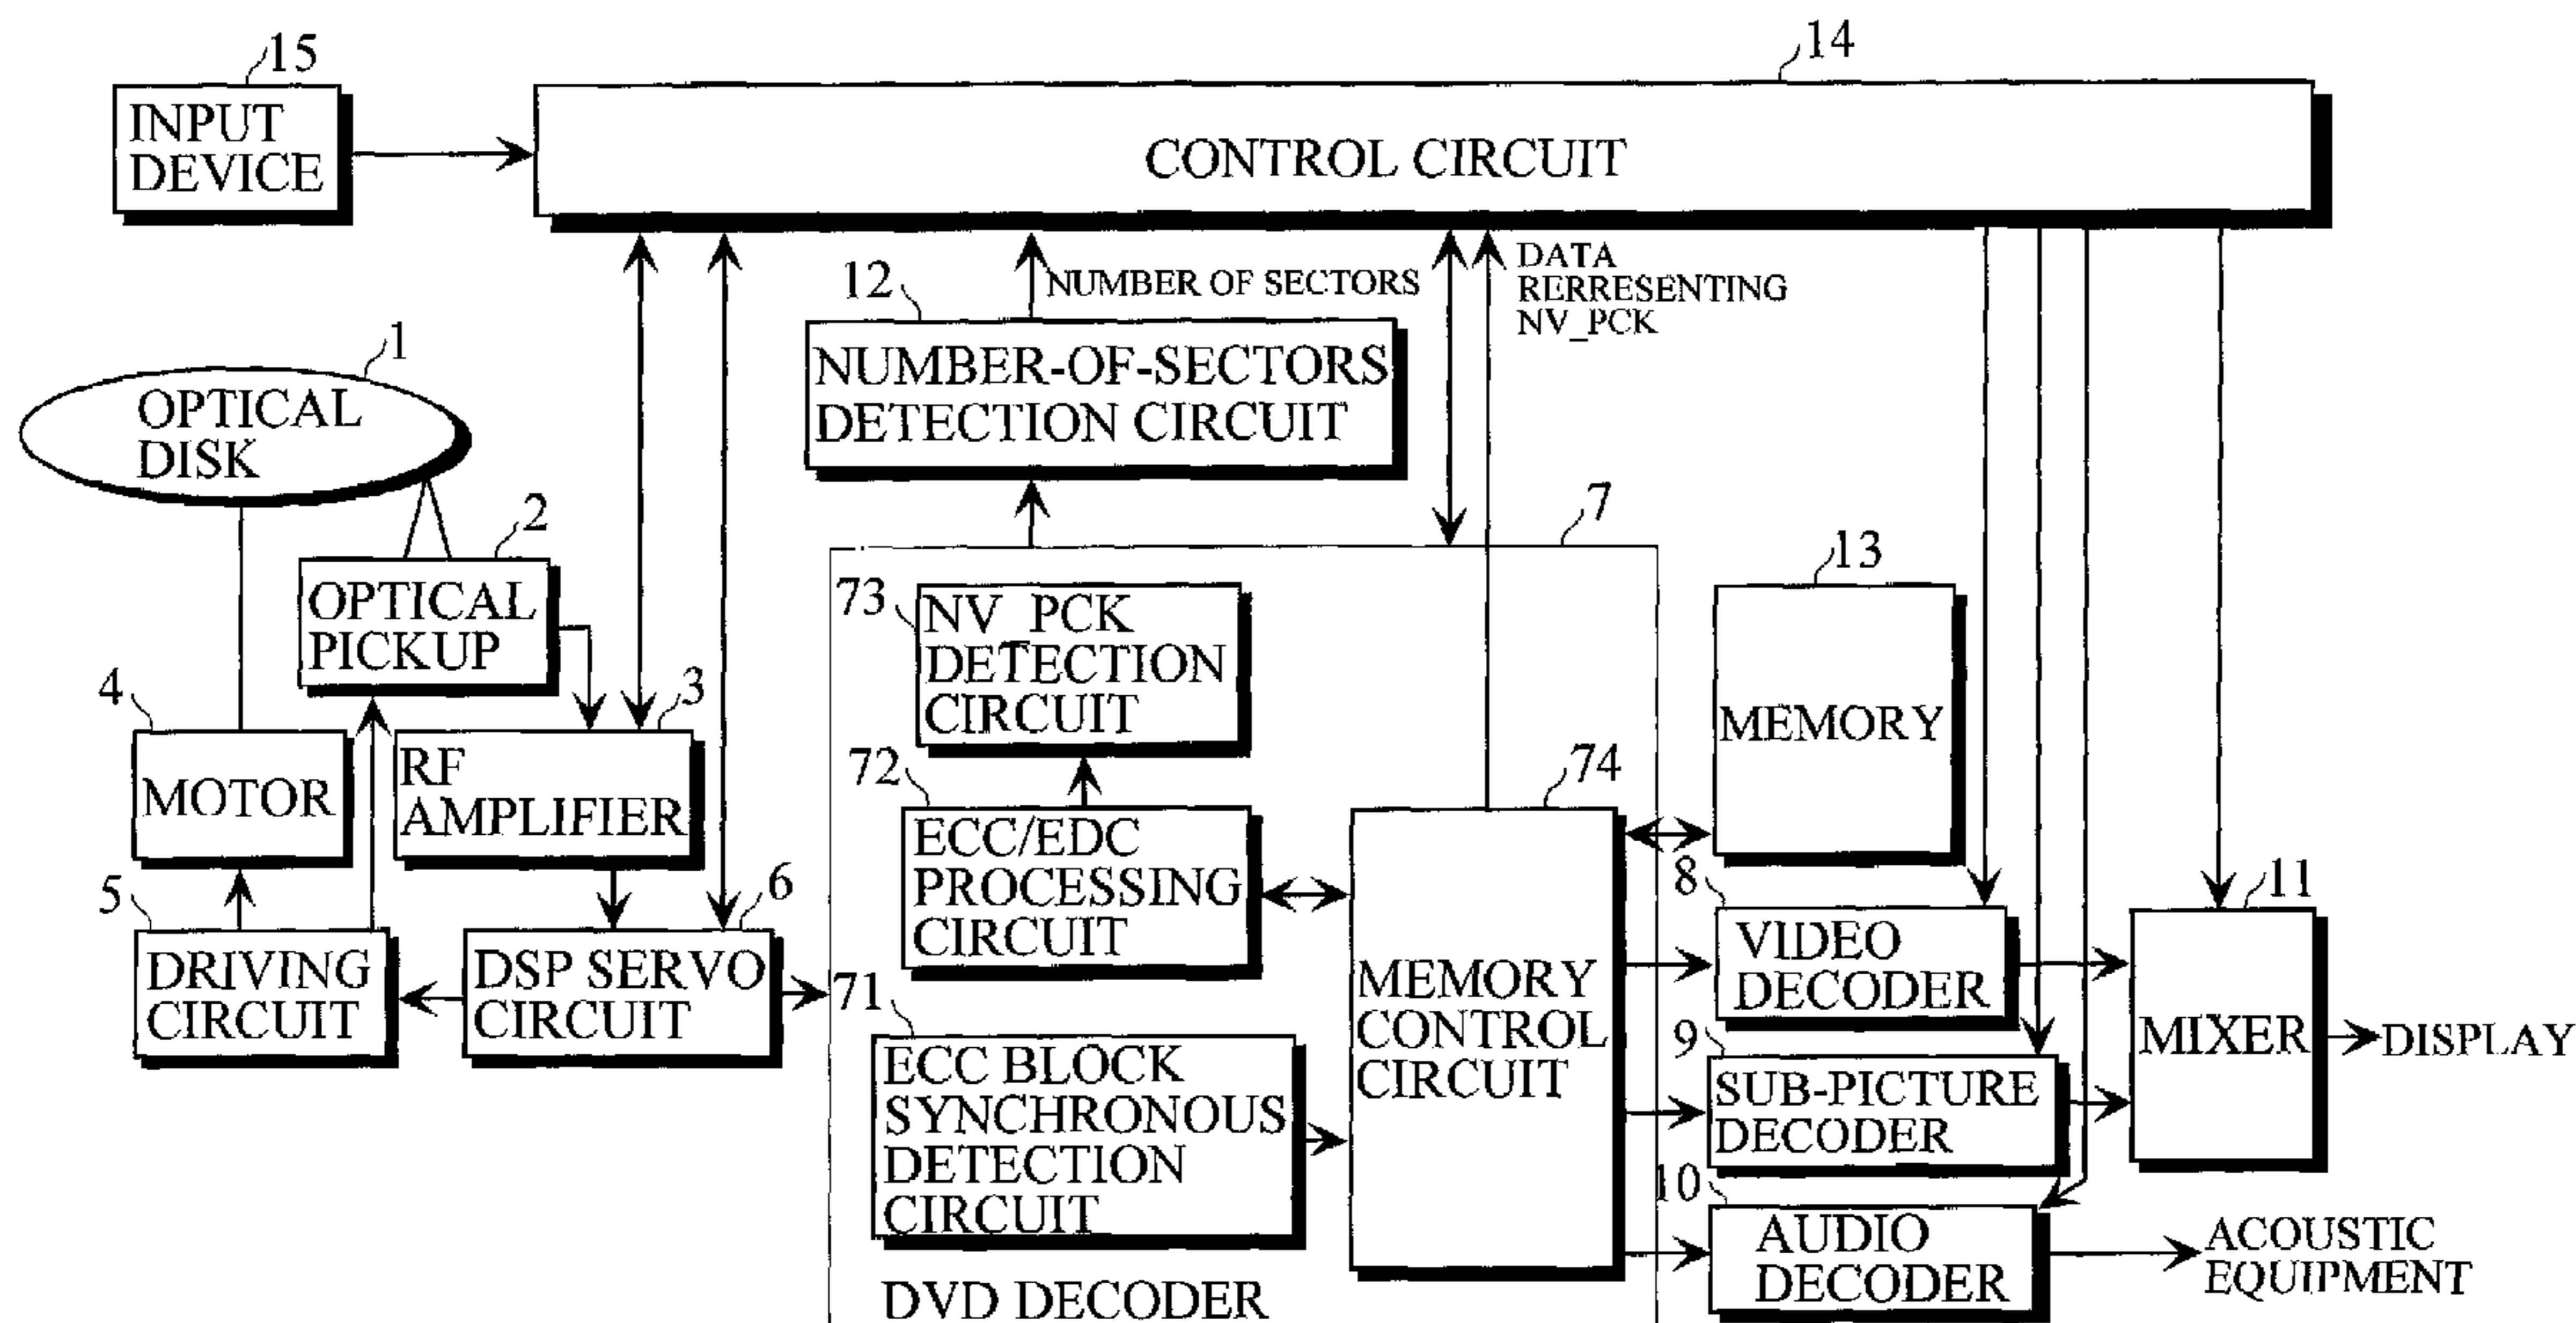 15
14
INPUT
DEVICE
CONTROL CIRCUIT
12
NUMBER OF SECTORS
DATA
RERRESENTING
NV_PCK
1
OPTICAL
DISK
NUMBER-OF-SECTORS
DETECTION CIRCUIT
2
7
13
OPTICAL
PICKUP
73
NV_PCK
DETECTION
CIRCUIT
MEMORY
4
3
MOTOR
RF
AMPLIFIER
72
74
ECC/EDC
PROCESSING
CIRCUIT
5
6
8
11
DRIVING
CIRCUIT
DSP SERVO
CIRCUIT
VIDEO
DECODER
71
MEMORY
CONTROL
CIRCUIT
9
MIXER
DISPLAY
ECC BLOCK
SYNCHRONOUS
DETECTION
CIRCUIT
SUB-PICTURE
DECODER
10
AUDIO
DECODER
ACOUSTIC
EQUIPMENT
DVD DECODER